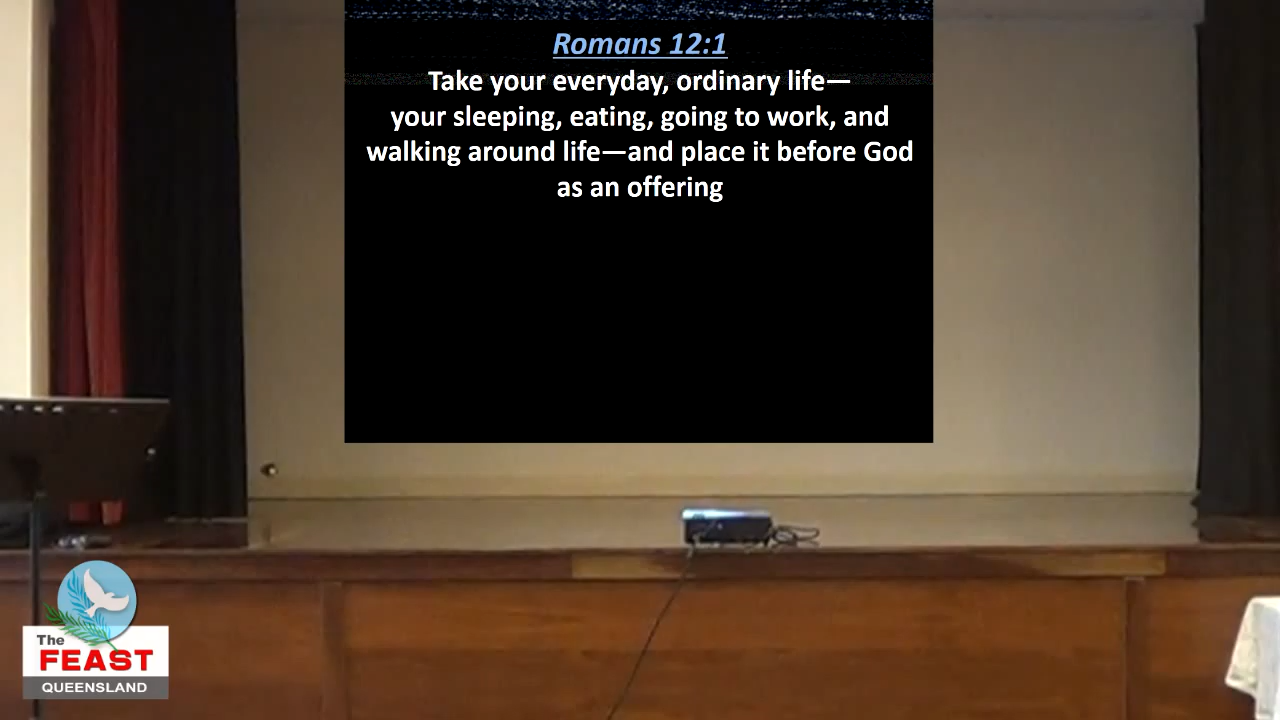 Romans 12:1
Take your everyday, ordinary life—
your sleeping, eating, going to work, and
walking around life—and place it before God
as an offering
The
FEAST
QUEENSLAND